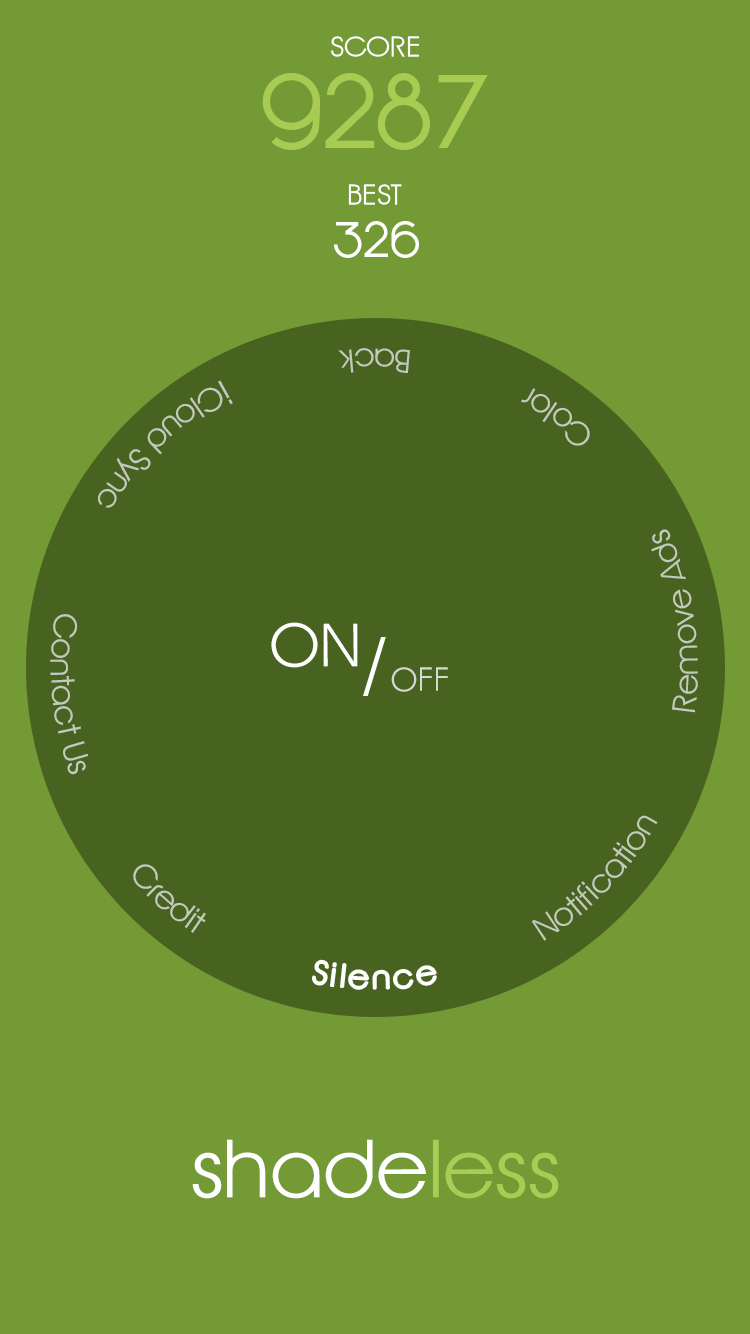 SCORE
9287
BEST
326
Back
Color
Remove Ads
Notification
Silence
Credit
Contact Us
iCloud Sync
ON/OFF
shadeless